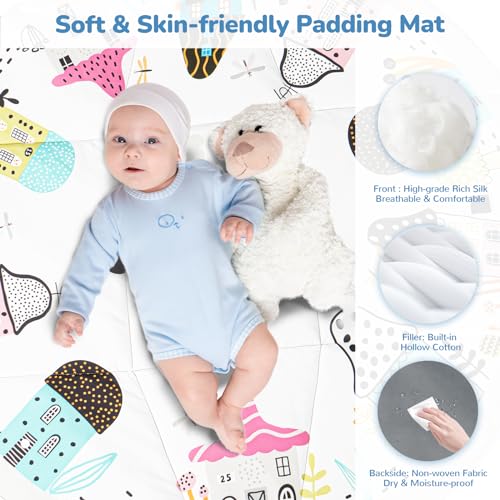 Soft & Skin-friendly Padding Mat
Front : High-grade Rich Silk
Breathable & Comfortable
Filler; Built-in
Hollow Cotton
Backside; Non-woven Fabric
Dry & Moisture-proof
25